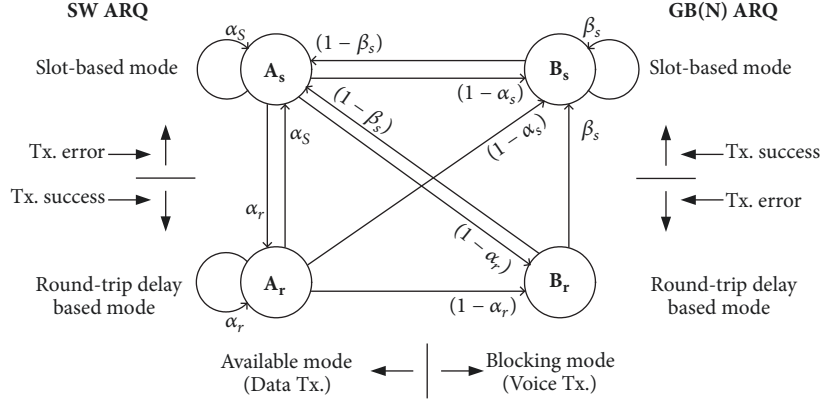 SW ARQ
GB(N) ARQ
α_S
(1 − β_s)
β_s
Slot-based mode
A_s
B_s
Slot-based mode
(1 − α_s)
(1 − β_s)
α_S
(1 − α_s)
β_s
Tx. error
Tx. success
Tx. success
Tx. error
α_r
(1 − α_r)
Round-trip delay
based mode
A_r
B_r
Round-trip delay
based mode
(1 − α_r)
α_r
Available mode
(Data Tx.)
Blocking mode
(Voice Tx.)